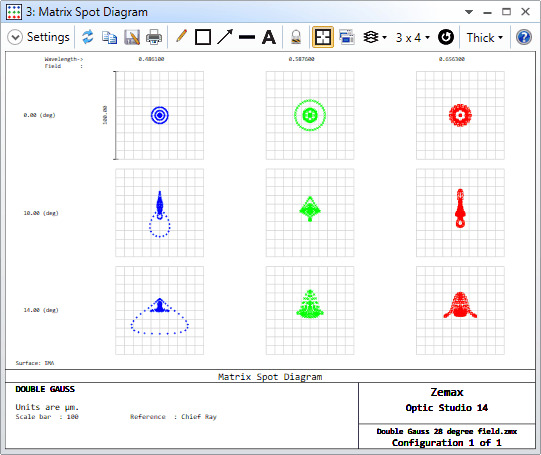 3: Matrix Spot Diagram
Settings
3 x 4
Thick
Wavelength-> 0.486100 0.587600 0.656300
Field :
0.00 (deg)
100.00
10.00 (deg)
14.00 (deg)
Surface: IMA
Matrix Spot Diagram
DOUBLE GAUSS
Units are µm.
Scale bar : 100 Reference : Chief Ray
Zemax
Optic Studio 14
Double Gauss 28 degree field.zmx
Configuration 1 of 1